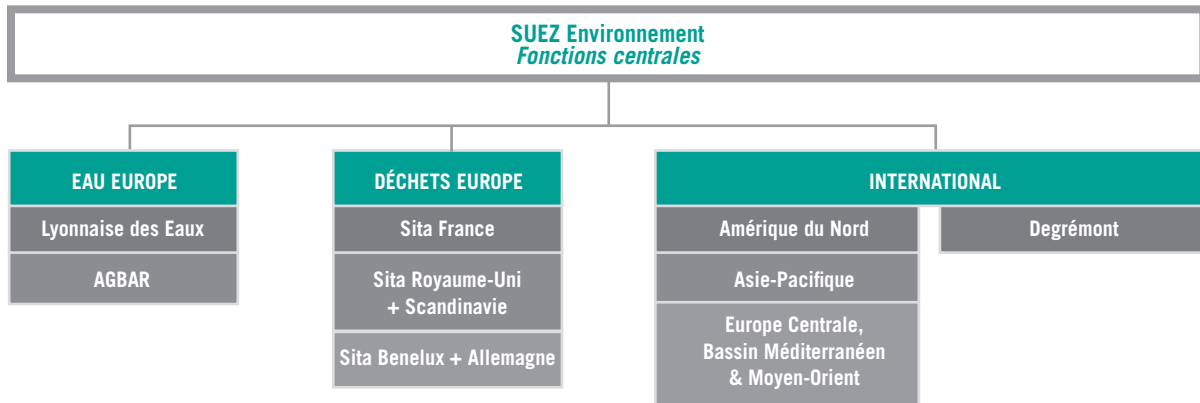 SUEZ Environnement
Fonctions centrales
EAU EUROPE
Lyonnaise des Eaux
AGBAR
DÉCHETS EUROPE
Sita France
Sita Royaume-Uni
+ Scandinavie
Sita Benelux + Allemagne
INTERNATIONAL
Amérique du Nord
Asie-Pacifique
Europe Centrale,
Bassin Méditerranéen
& Moyen-Orient
Degrémont